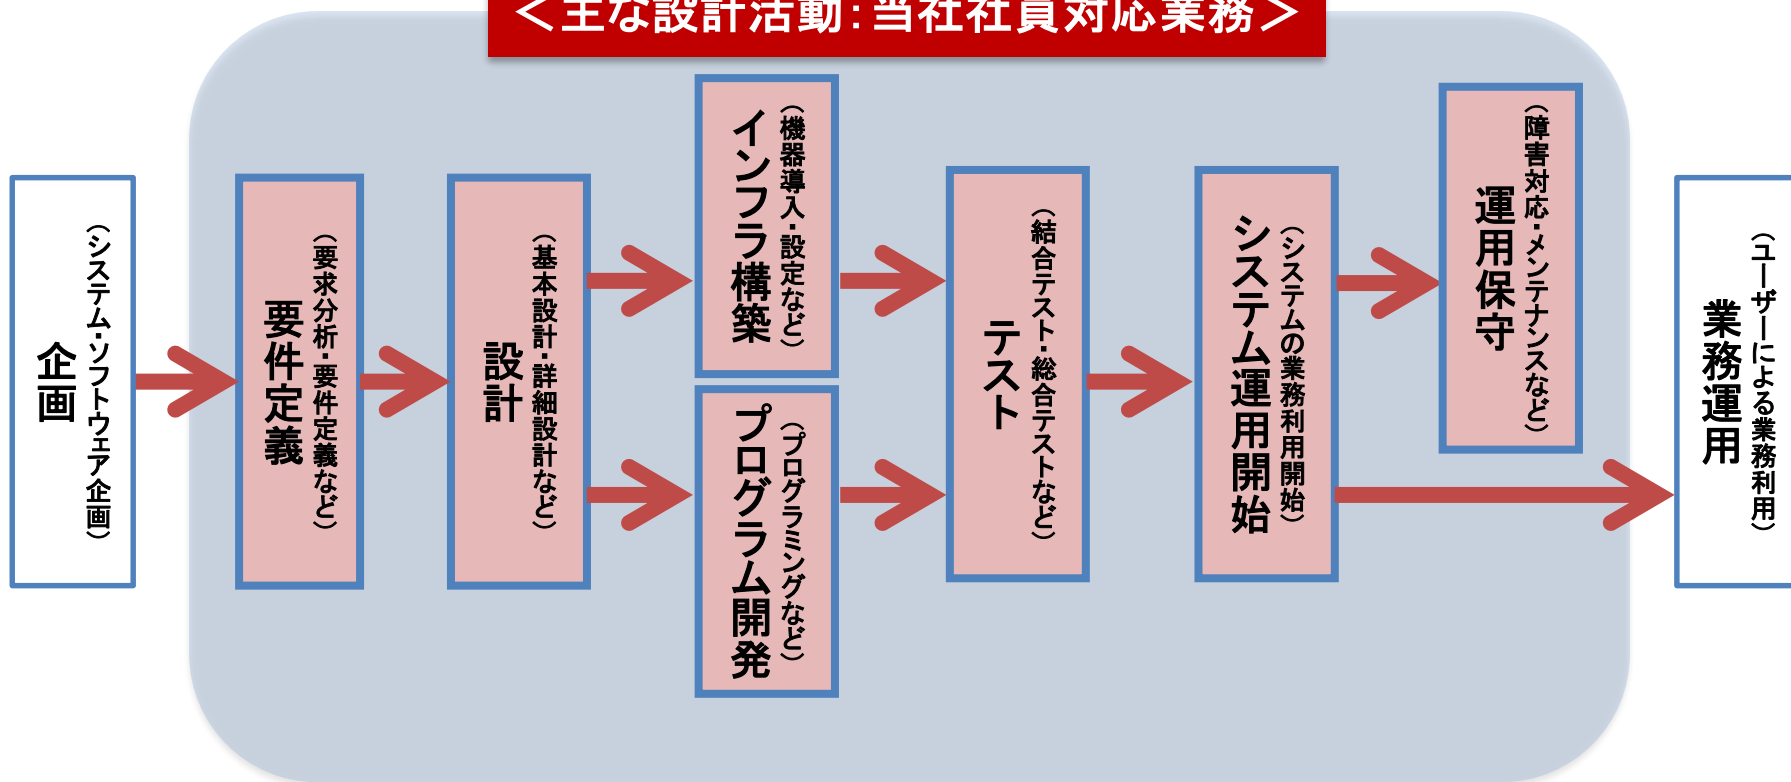 ＜主な設計活動：当社社員対応業務＞
企画
（システム・ソフトウェア企画）
要件定義
（要求分析・要件定義など）
設計
（基本設計・詳細設計など）
インフラ構築
（機器導入・設定など）
プログラム開発
（プログラミングなど）
テスト
（結合テスト・総合テストなど）
システム運用開始
（システムの業務利用開始）
運用保守
（障害対応・メンテナンスなど）
業務運用
（ユーザーによる業務利用）